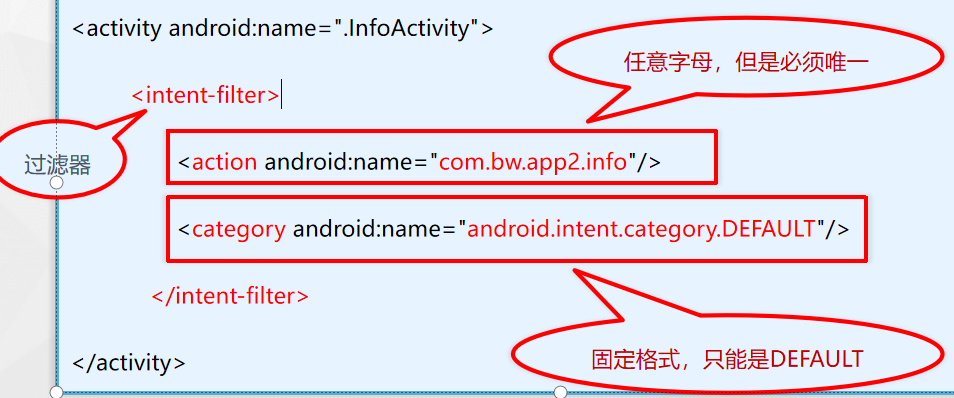 <activity android:name=".InfoActivity">
任意字母，但是必须唯一
<intent-filter>
过滤器
<action android:name="com.bw.app2.info"/>
<category android:name="android.intent.category.DEFAULT"/>
</intent-filter>
固定格式，只能是DEFAULT
</activity>